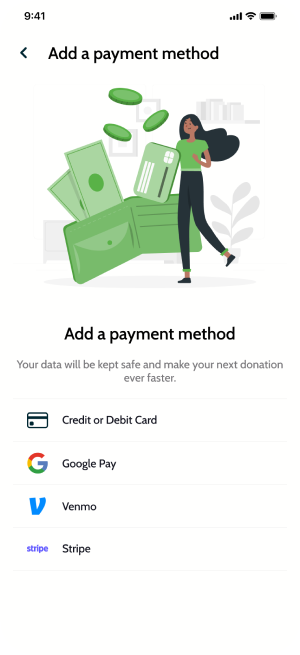 9:41
Add a payment method
Add a payment method
Your data will be kept safe and make your next donation
ever faster.
Credit or Debit Card
Google Pay
Venmo
stripe Stripe